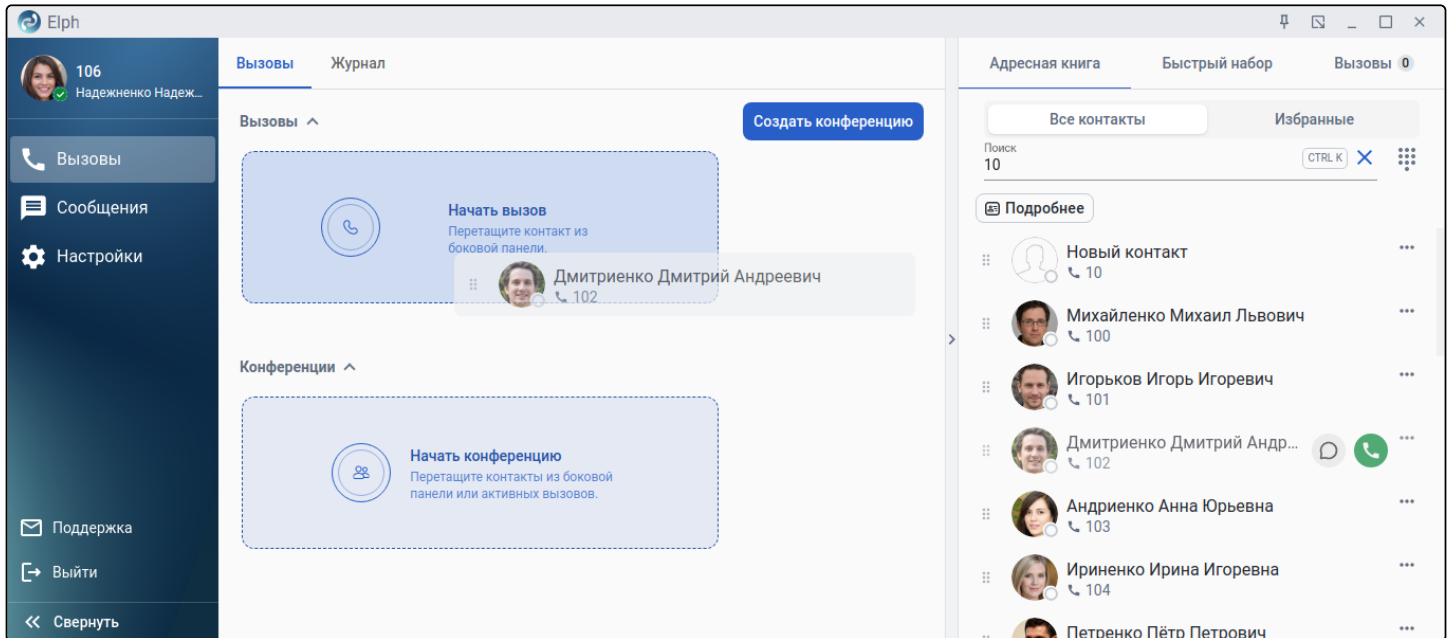 Elph
106
Надежненко Надеж...
Вызовы
Сообщения
Настройки
Поддержка
Выйти
Свернуть
Вызовы
Журнал
Вызовы
Создать конференцию
Начать вызов
Перетащите контакт из
боковой панели.
Дмитриенко Дмитрий Андреевич
102
Конференции
Начать конференцию
Перетащите контакты из боковой
панели или активных вызовов.
Адресная книга
Быстрый набор
Вызовы 0
Все контакты
Избранные
Поиск
10
CTRL K
Подробнее
Новый контакт
10
Михайленко Михаил Львович
100
Игорьков Игорь Игоревич
101
Дмитриенко Дмитрий Андр...
102
Андриенко Анна Юрьевна
103
Ириненко Ирина Игоревна
104
Петренко Пётр Петрович